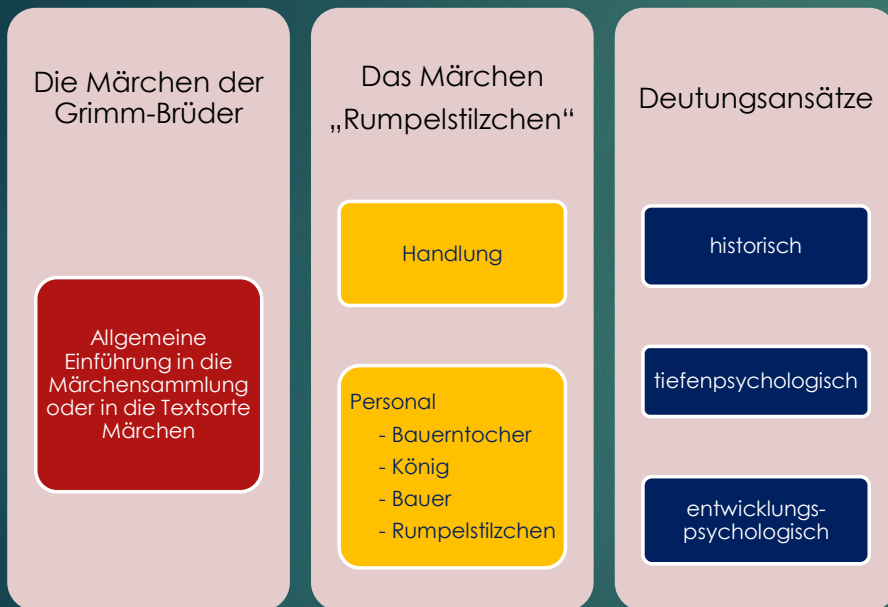 Die Märchen der
Grimm-Brüder
Allgemeine
Einführung in die
Märchensammlung
oder in die Textsorte
Märchen
Das Märchen
„Rumpelstilzchen“
Handlung
Personal
- Bauerntocher
- König
- Bauer
- Rumpelstilzchen
Deutungsansätze
historisch
tiefenpsychologisch
entwicklungs-
psychologisch